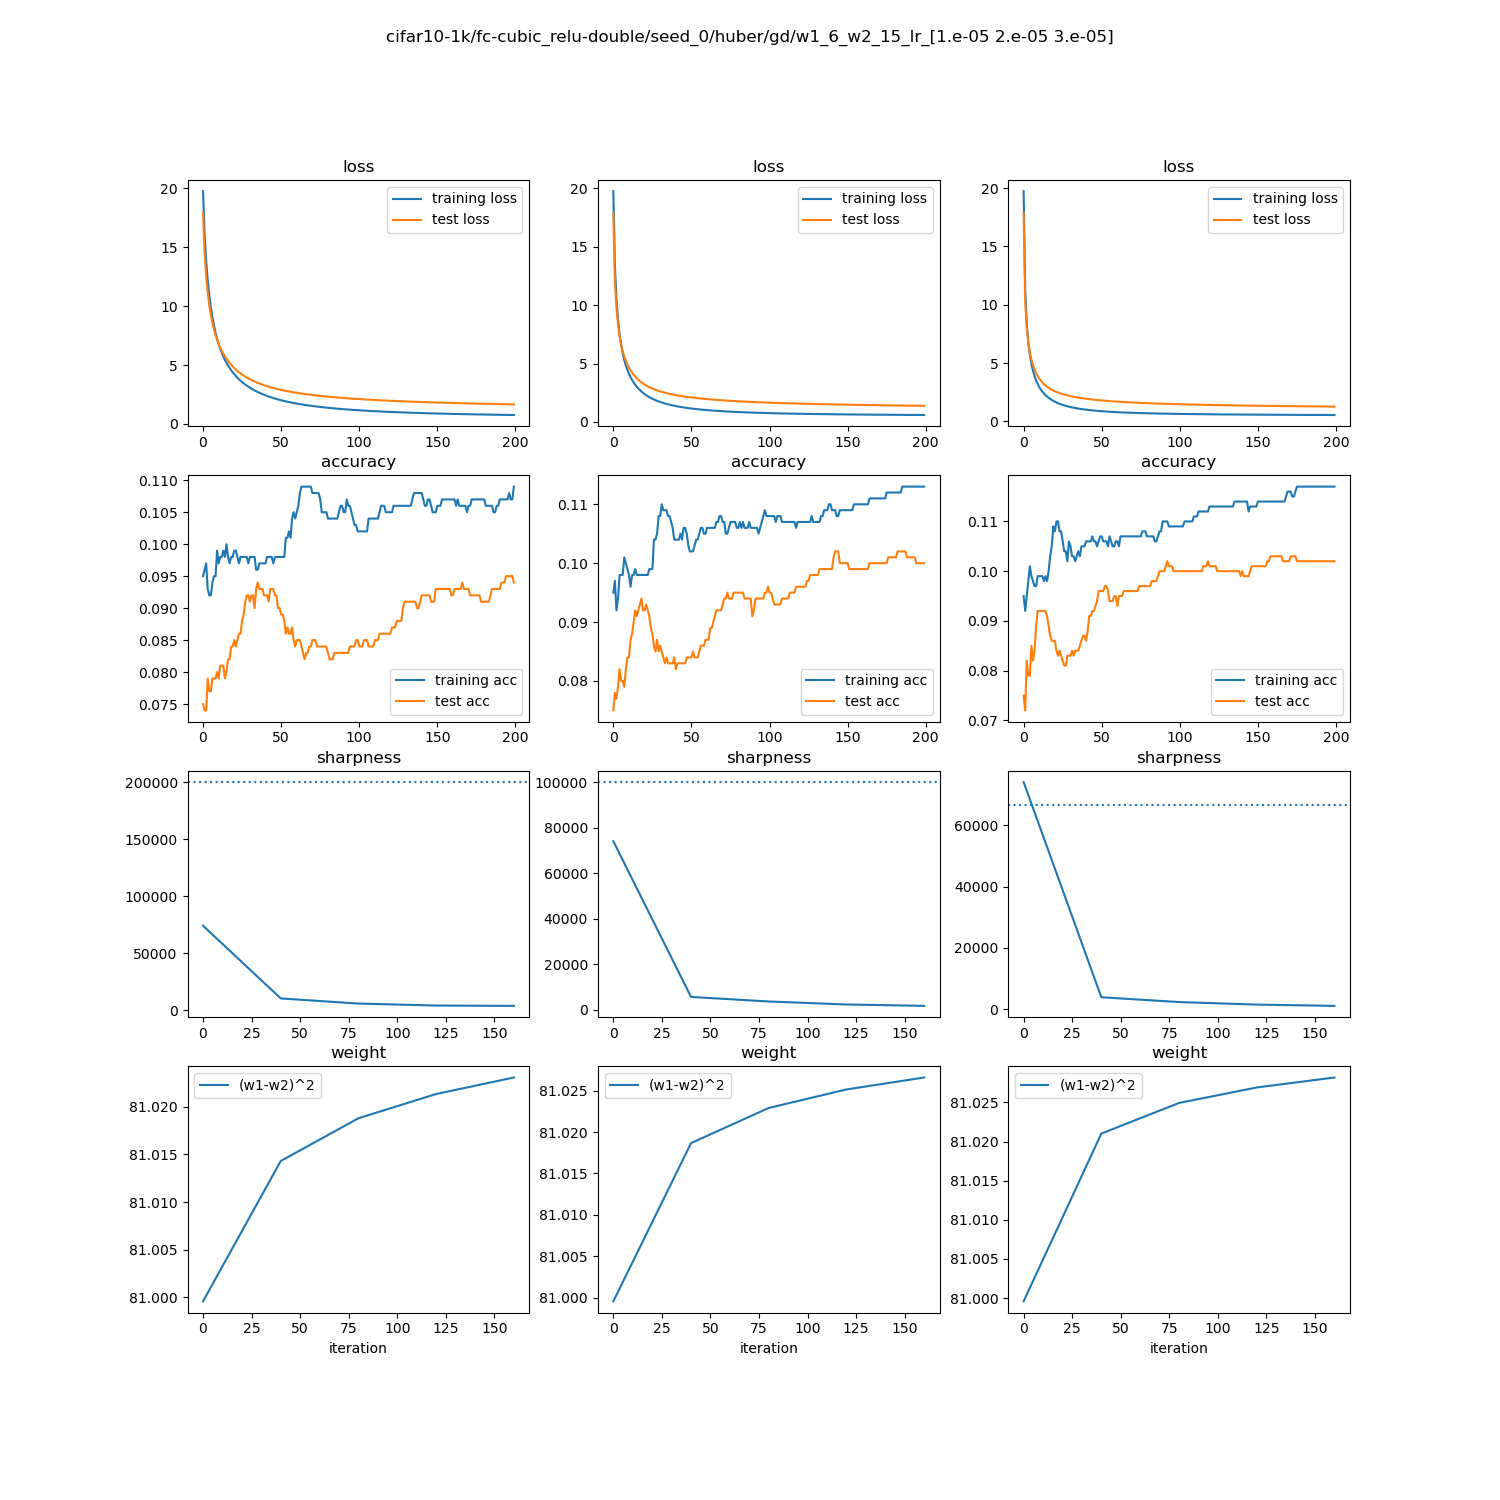 cifar10-1k/fc-cubic_relu-double/seed_0/huber/gd/w1_6_w2_15_lr_[1.e-05 2.e-05 3.e-05]
loss
loss
loss
20
15
10
5
0
training loss
test loss
0 50 100 150 200
20
15
10
5
0
training loss
test loss
0 50 100 150 200
20
15
10
5
0
training loss
test loss
0 50 100 150 200
accuracy
accuracy
accuracy
0.110
0.105
0.100
0.095
0.090
0.085
0.080
0.075
training acc
test acc
0 50 100 150 200
0.11
0.10
0.09
0.08
training acc
test acc
0 50 100 150 200
0.11
0.10
0.09
0.08
0.07
training acc
test acc
0 50 100 150 200
sharpness
sharpness
sharpness
200000
150000
100000
50000
0
0 25 50 75 100 125 150
100000
80000
60000
40000
20000
0
0 25 50 75 100 125 150
60000
40000
20000
0
0 25 50 75 100 125 150
weight
weight
weight
(w1-w2)^2
81.020
81.015
81.010
81.005
81.000
0 25 50 75 100 125 150
iteration
(w1-w2)^2
81.025
81.020
81.015
81.010
81.005
81.000
0 25 50 75 100 125 150
iteration
(w1-w2)^2
81.025
81.020
81.015
81.010
81.005
81.000
0 25 50 75 100 125 150
iteration